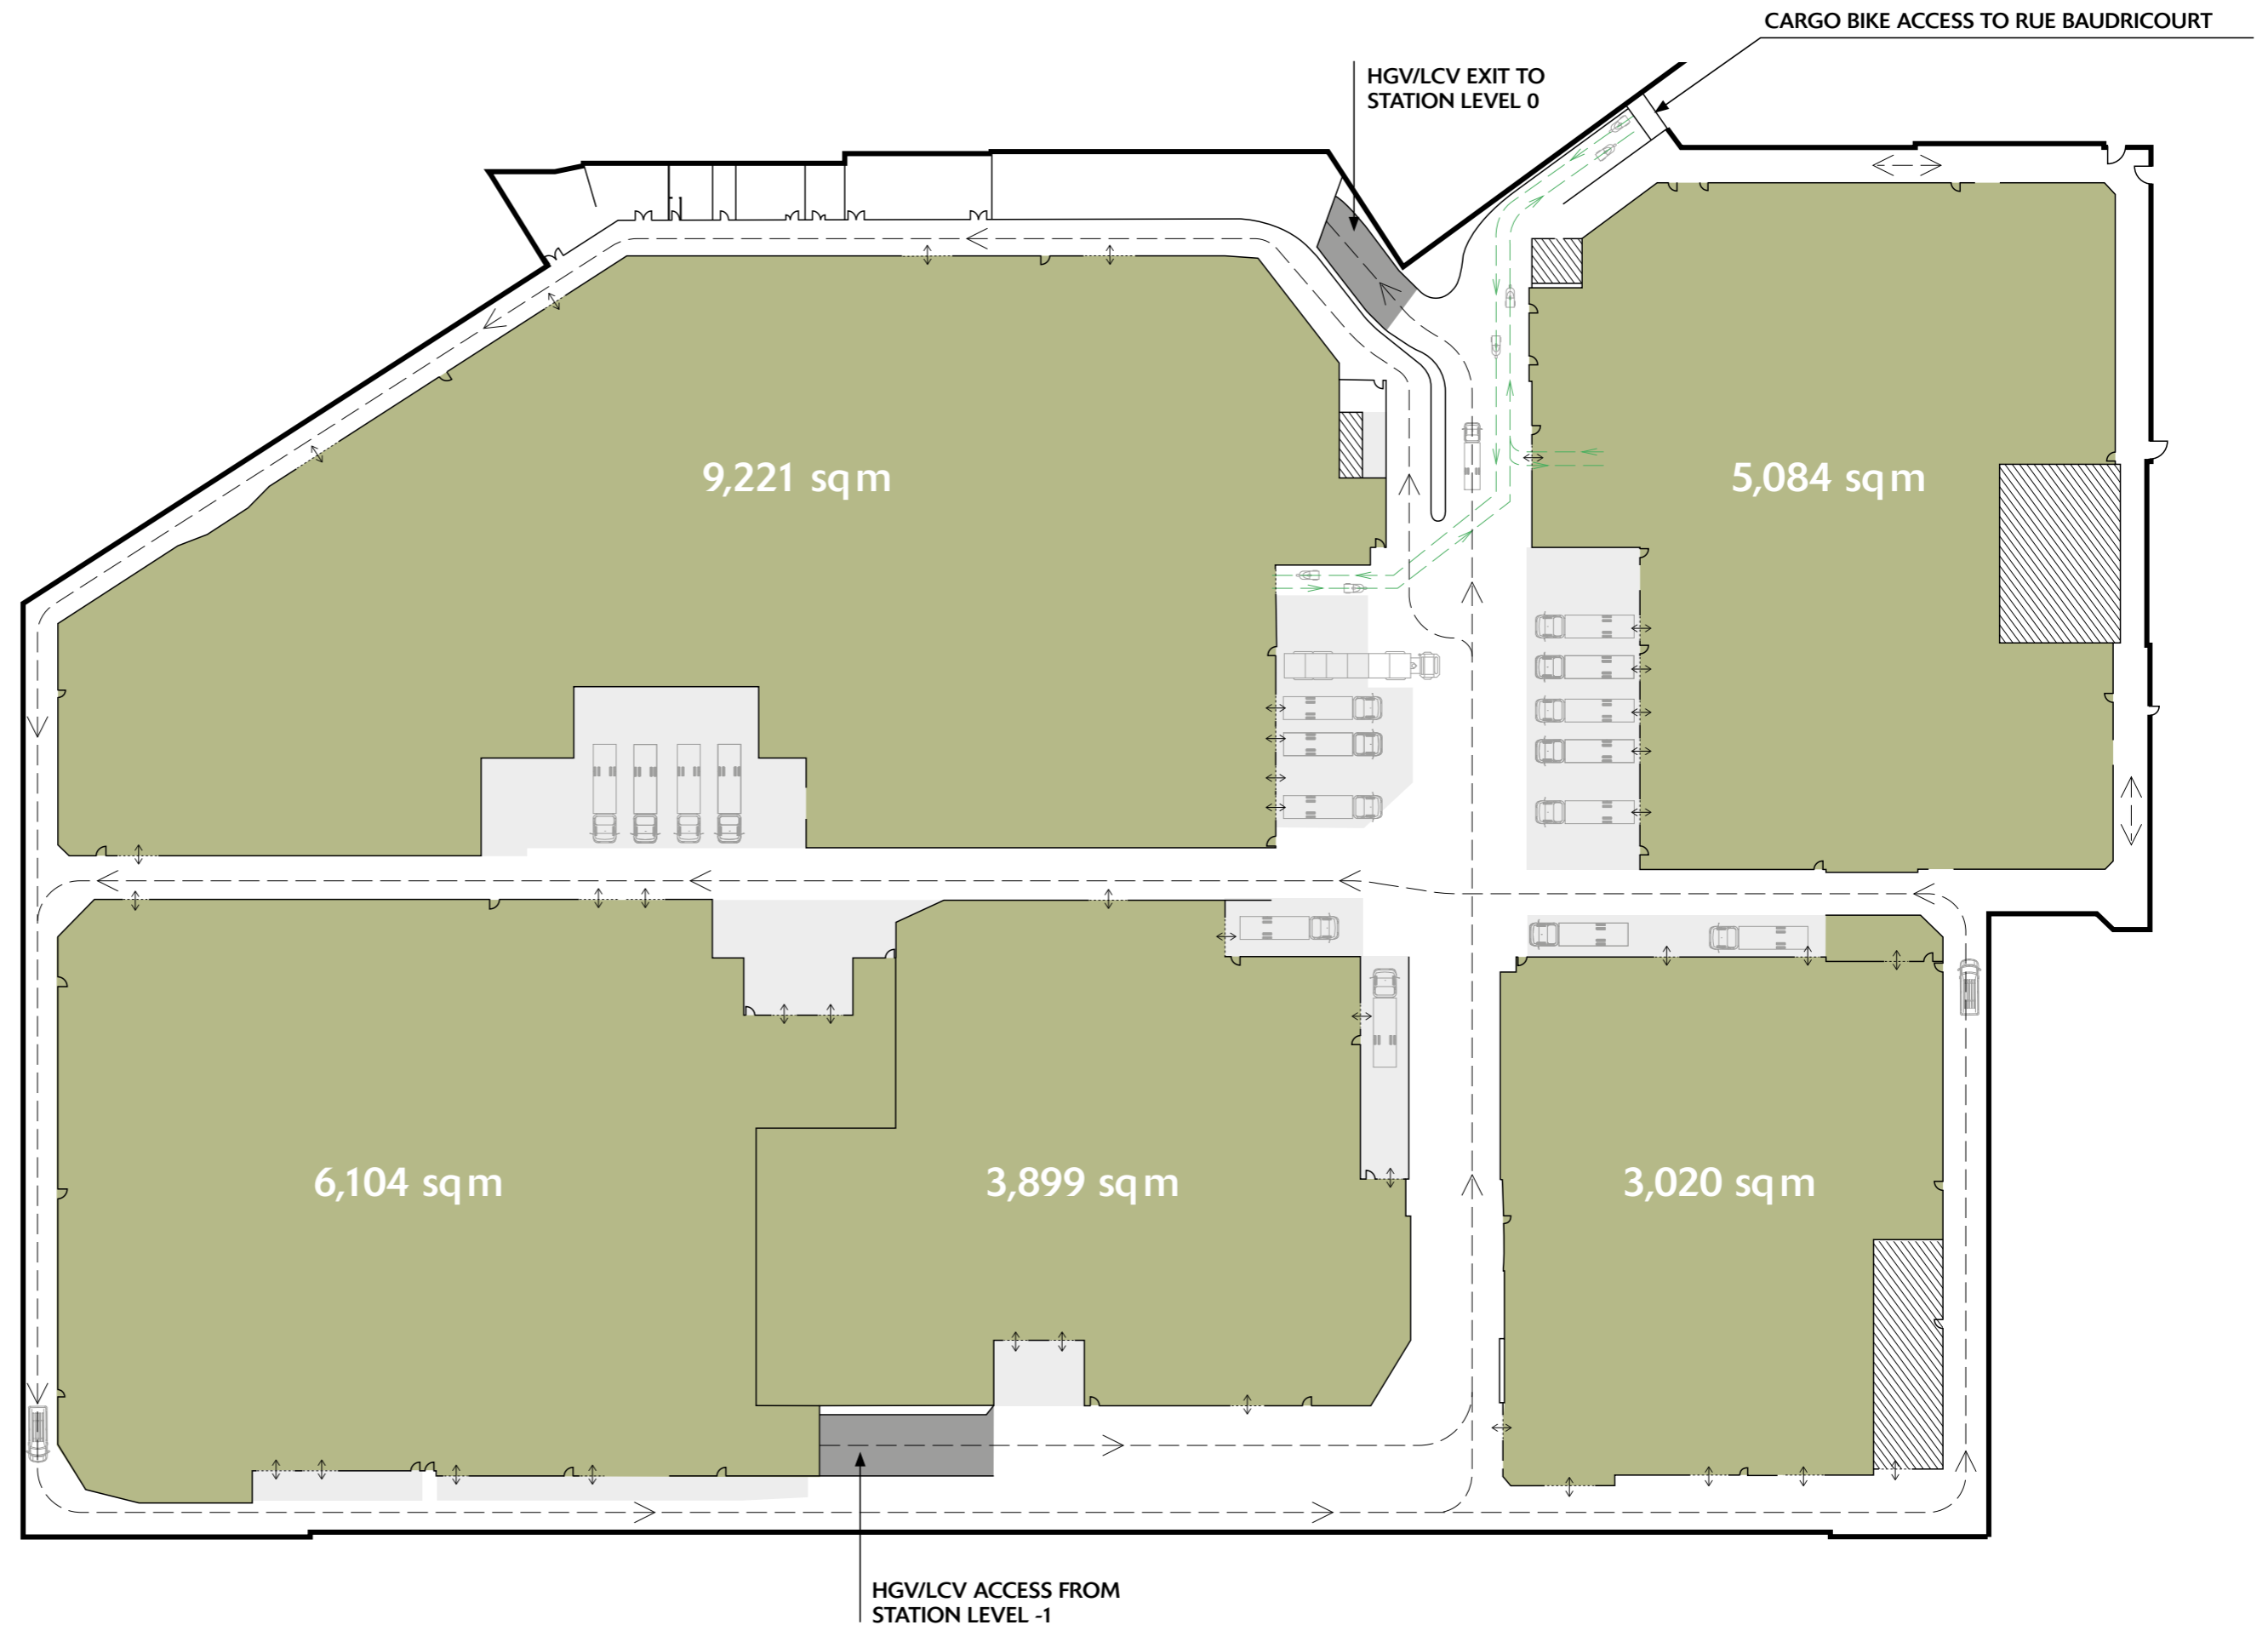 CARGO BIKE ACCESS TO RUE BAUDRICOURT
HGV/LCV EXIT TO
STATION LEVEL 0
9,221 sqm
5,084 sqm
6,104 sqm
3,899 sqm
3,020 sqm
HGV/LCV ACCESS FROM
STATION LEVEL -1